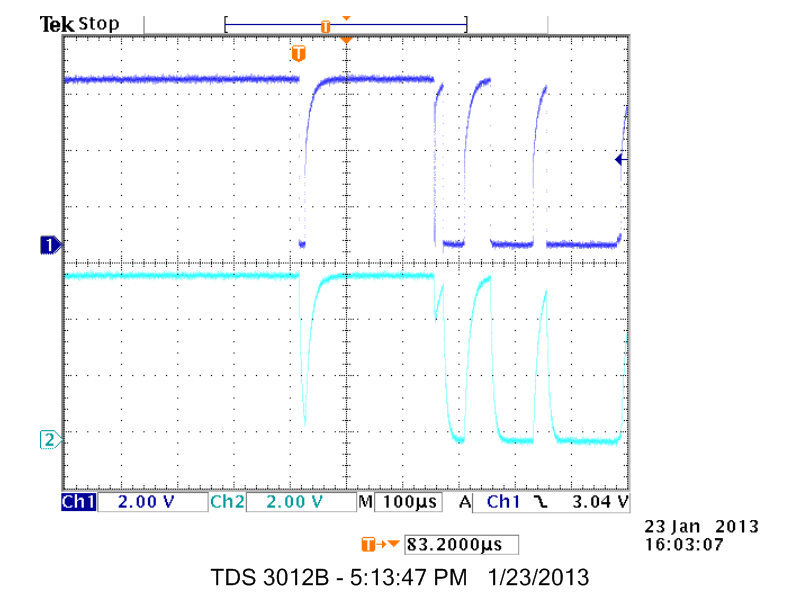 Tek Stop
T
T
1
2
Ch1 2.00 V Ch2 2.00 V M 100µs A Ch1 3.04 V
23 Jan 2013
T 83.2000µs
16:03:07
TDS 3012B - 5:13:47 PM 1/23/2013